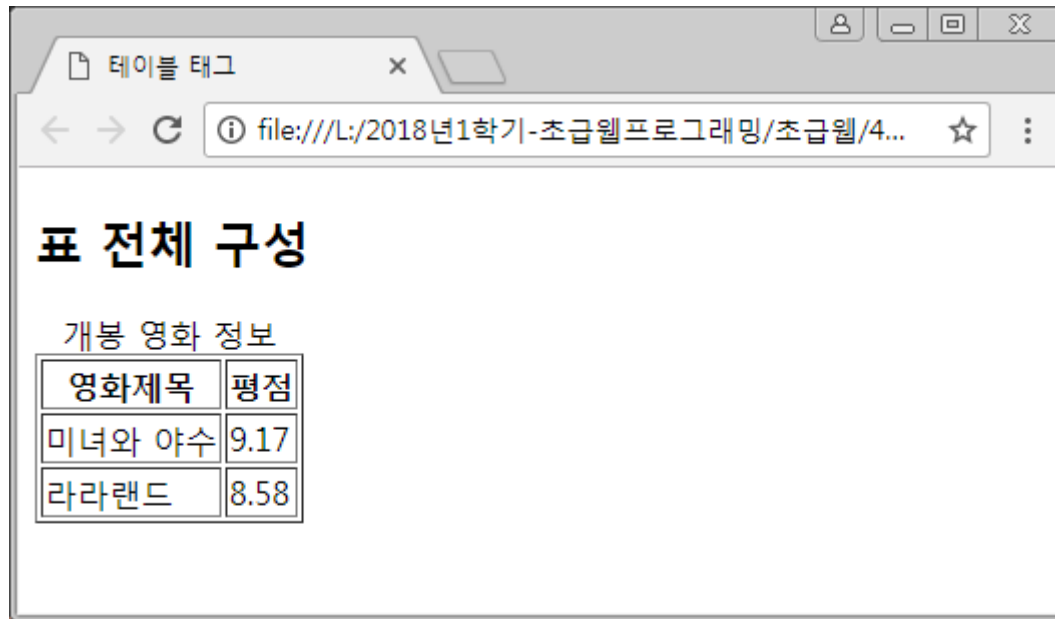 테이블 태그
file:///L:/2018년1학기-초급웹프로그래밍/초급웹/4...
표 전체 구성
개봉 영화 정보
영화제목 평점
미녀와 야수 9.17
라라랜드 8.58